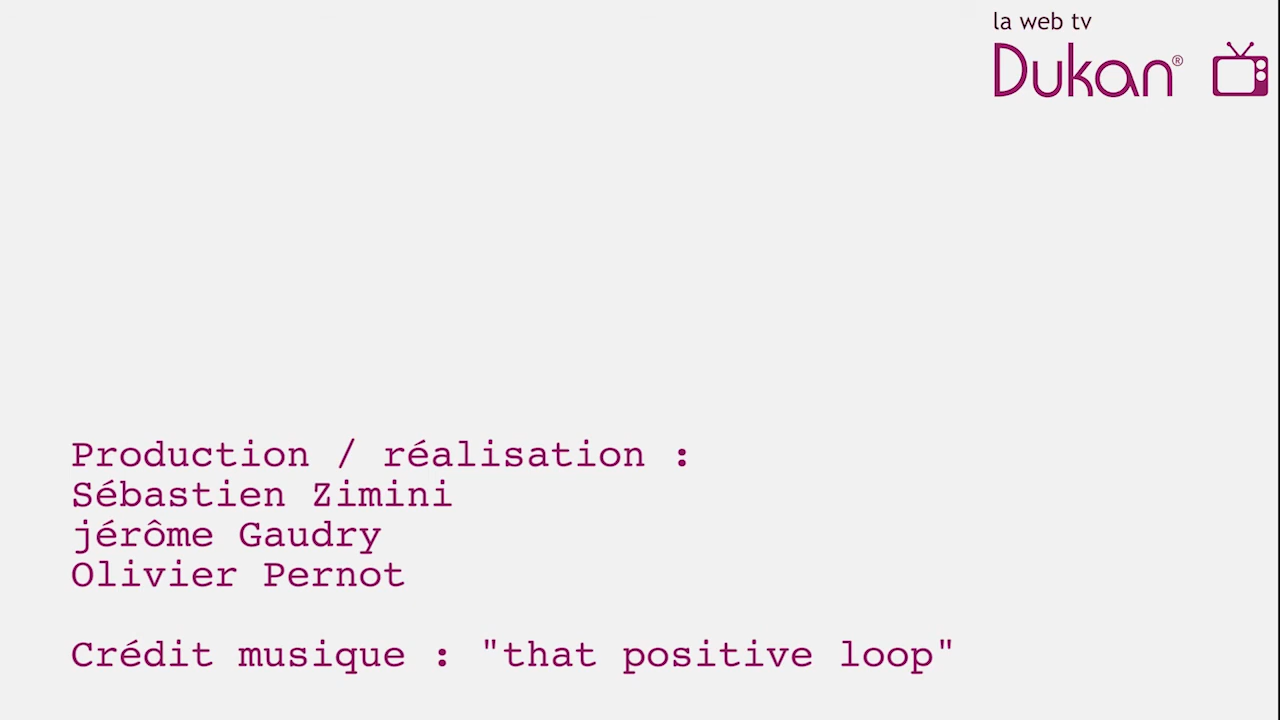 la web tv
Dukan®
Production / réalisation :
Sébastien Zimini
jérôme Gaudry
Olivier Pernot
Crédit musique : "that positive loop"